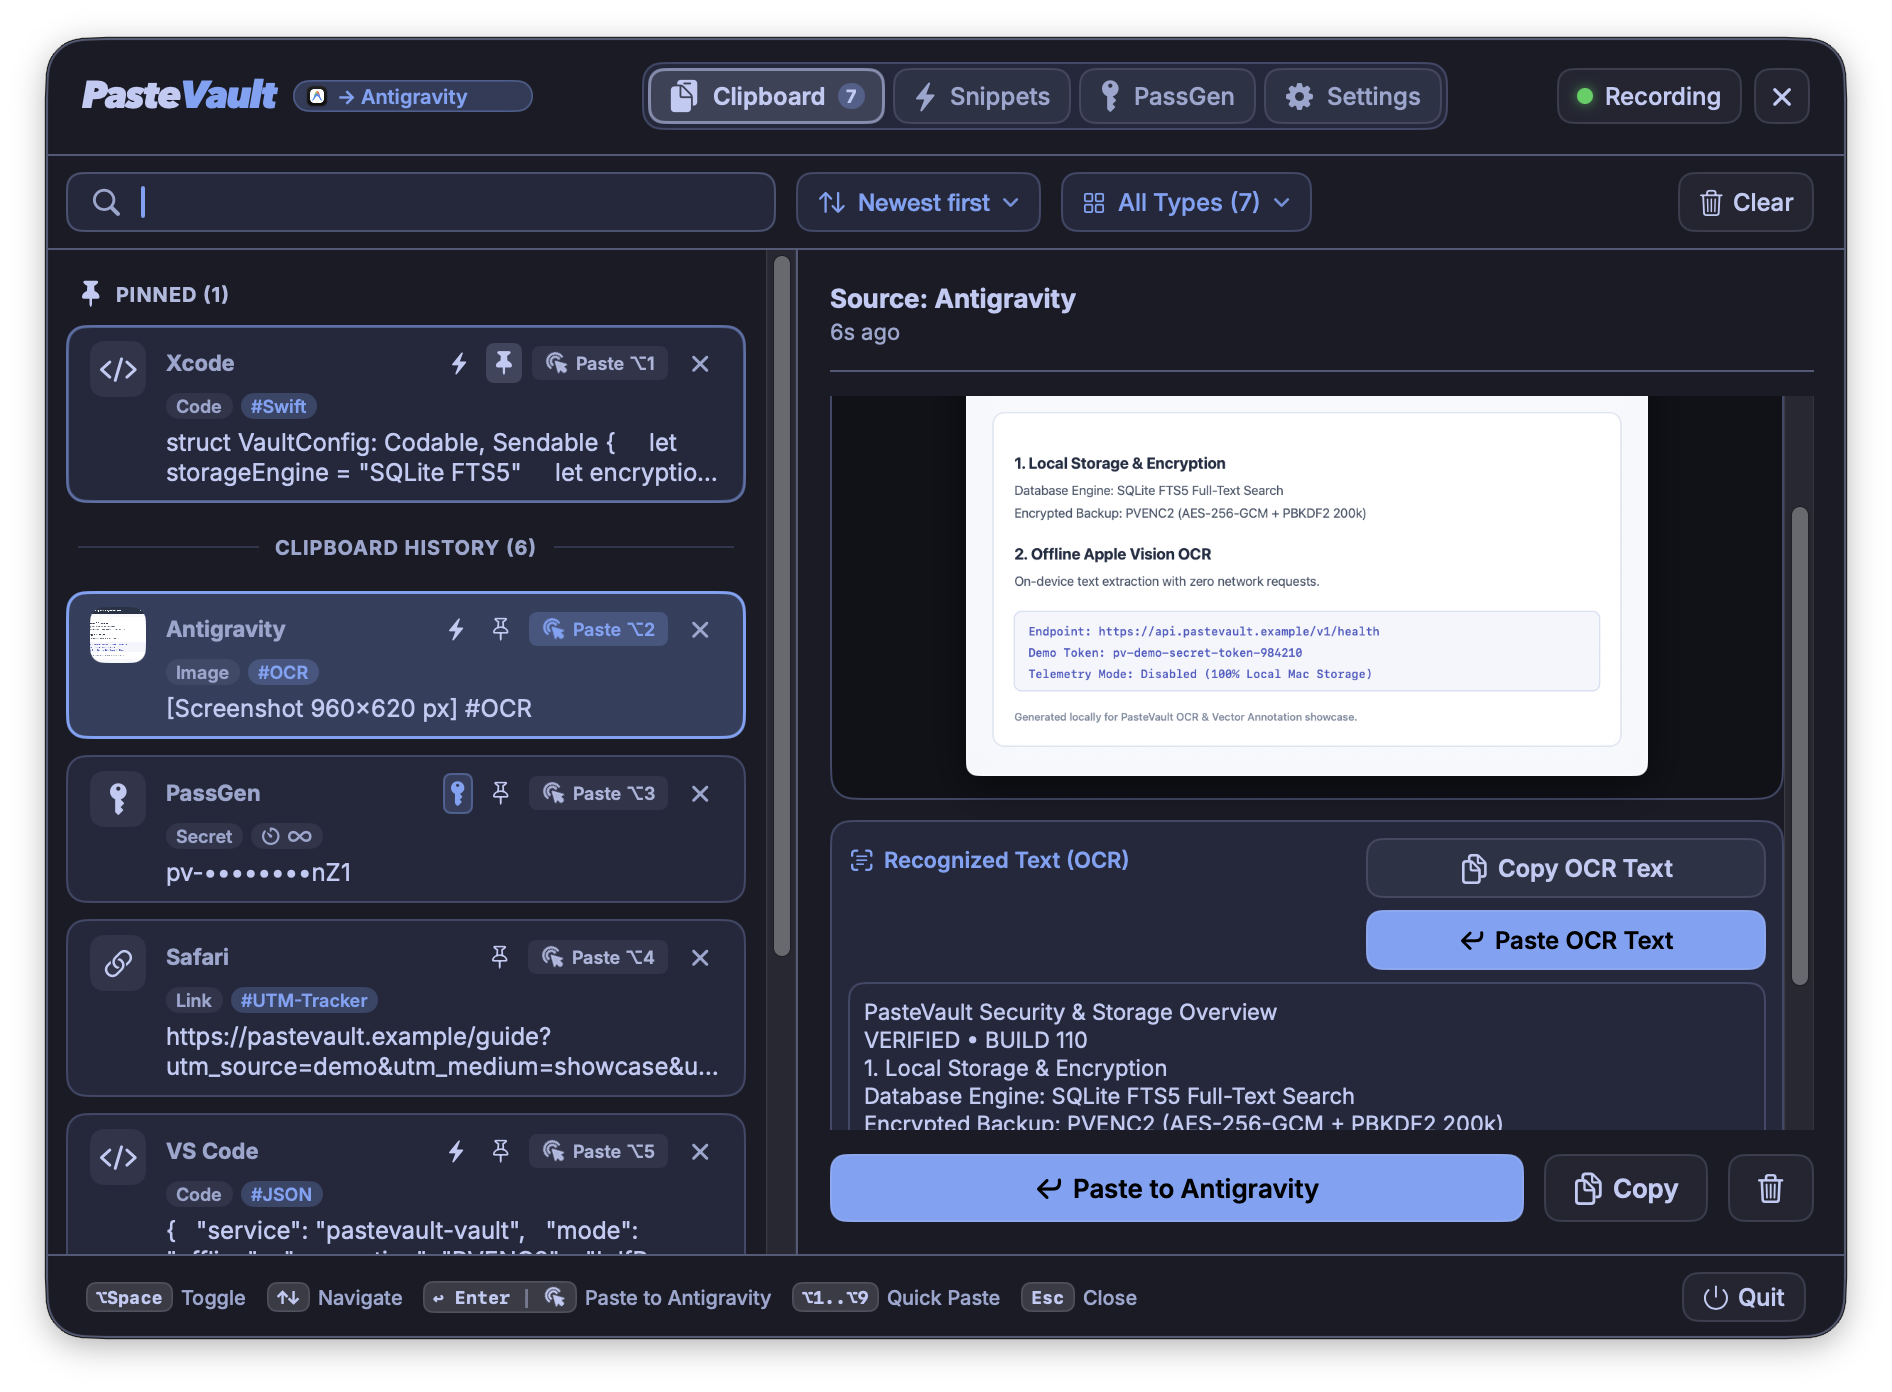 PasteVault
→ Antigravity
Clipboard 7
Snippets
PassGen
Settings
Recording
Newest first
All Types (7)
Clear
PINNED (1)
Xcode
Paste ⌥1
Code #Swift
struct VaultConfig: Codable, Sendable { let
storageEngine = "SQLite FTS5" let encryptio...
CLIPBOARD HISTORY (6)
Antigravity
Paste ⌥2
Image #OCR
[Screenshot 960×620 px] #OCR
PassGen
Paste ⌥3
Secret ∞
pv-••••••••nZ1
Safari
Paste ⌥4
Link #UTM-Tracker
https://pastevault.example/guide?
utm_source=demo&utm_medium=showcase&u...
VS Code
Paste ⌥5
Code #JSON
{ "service": "pastevault-vault", "mode":
Source: Antigravity
6s ago
1. Local Storage & Encryption
Database Engine: SQLite FTS5 Full-Text Search
Encrypted Backup: PVENC2 (AES-256-GCM + PBKDF2 200k)
2. Offline Apple Vision OCR
On-device text extraction with zero network requests.
Endpoint: https://api.pastevault.example/v1/health
Demo Token: pv-demo-secret-token-984210
Telemetry Mode: Disabled (100% Local Mac Storage)
Generated locally for PasteVault OCR & Vector Annotation showcase.
Recognized Text (OCR)
Copy OCR Text
Paste OCR Text
PasteVault Security & Storage Overview
VERIFIED • BUILD 110
1. Local Storage & Encryption
Database Engine: SQLite FTS5 Full-Text Search
Encrypted Backup: PVENC2 (AES-256-GCM + PBKDF2 200k)
Paste to Antigravity
Copy
⌥Space Toggle
↑↓ Navigate
↩ Enter | Paste to Antigravity
⌥1..⌥9 Quick Paste
Esc Close
Quit